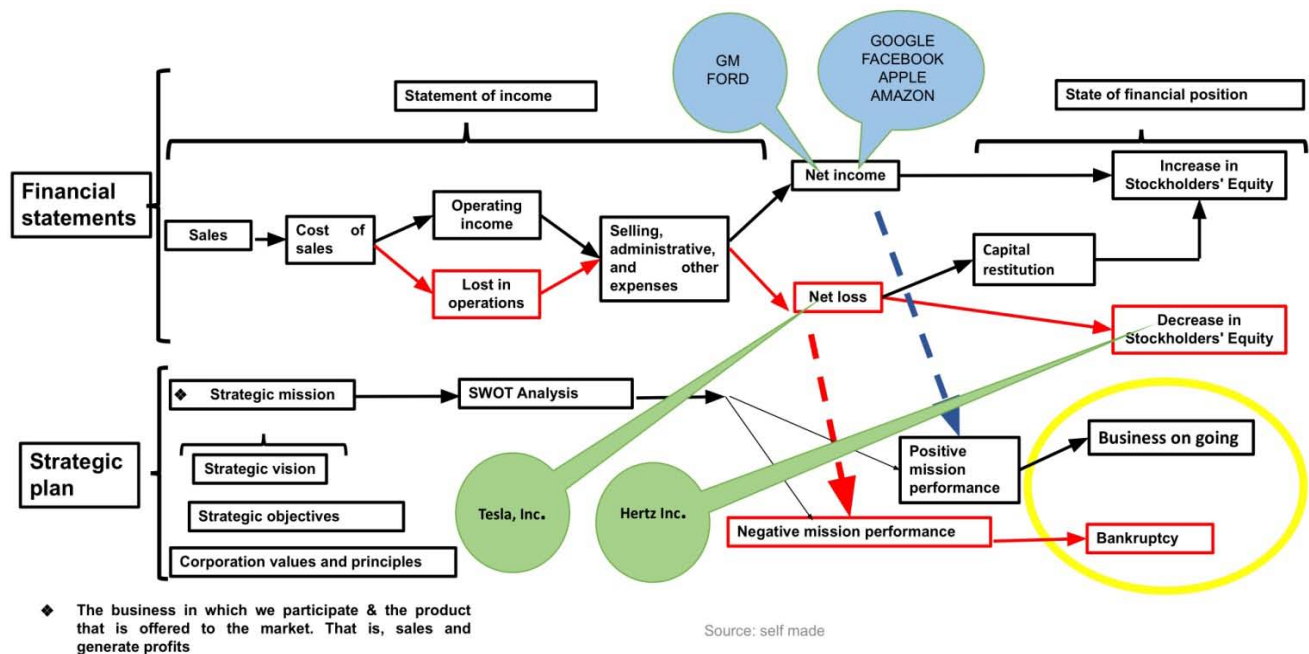 GM
FORD
GOOGLE
FACEBOOK
APPLE
AMAZON
Statement of income
State of financial position
Financial
statements
Sales
Cost of
sales
Operating
income
Lost in
operations
Selling,
administrative,
and other
expenses
Net income
Net loss
Capital
restitution
Increase in
Stockholders' Equity
Decrease in
Stockholders' Equity
Strategic
plan
❖ Strategic mission
SWOT Analysis
Strategic vision
Strategic objectives
Corporation values and principles
Tesla, Inc.
Hertz Inc.
Positive
mission
performance
Negative mission performance
Business on going
Bankruptcy
❖ The business in which we participate & the product
that is offered to the market. That is, sales and
generate profits
Source: self made